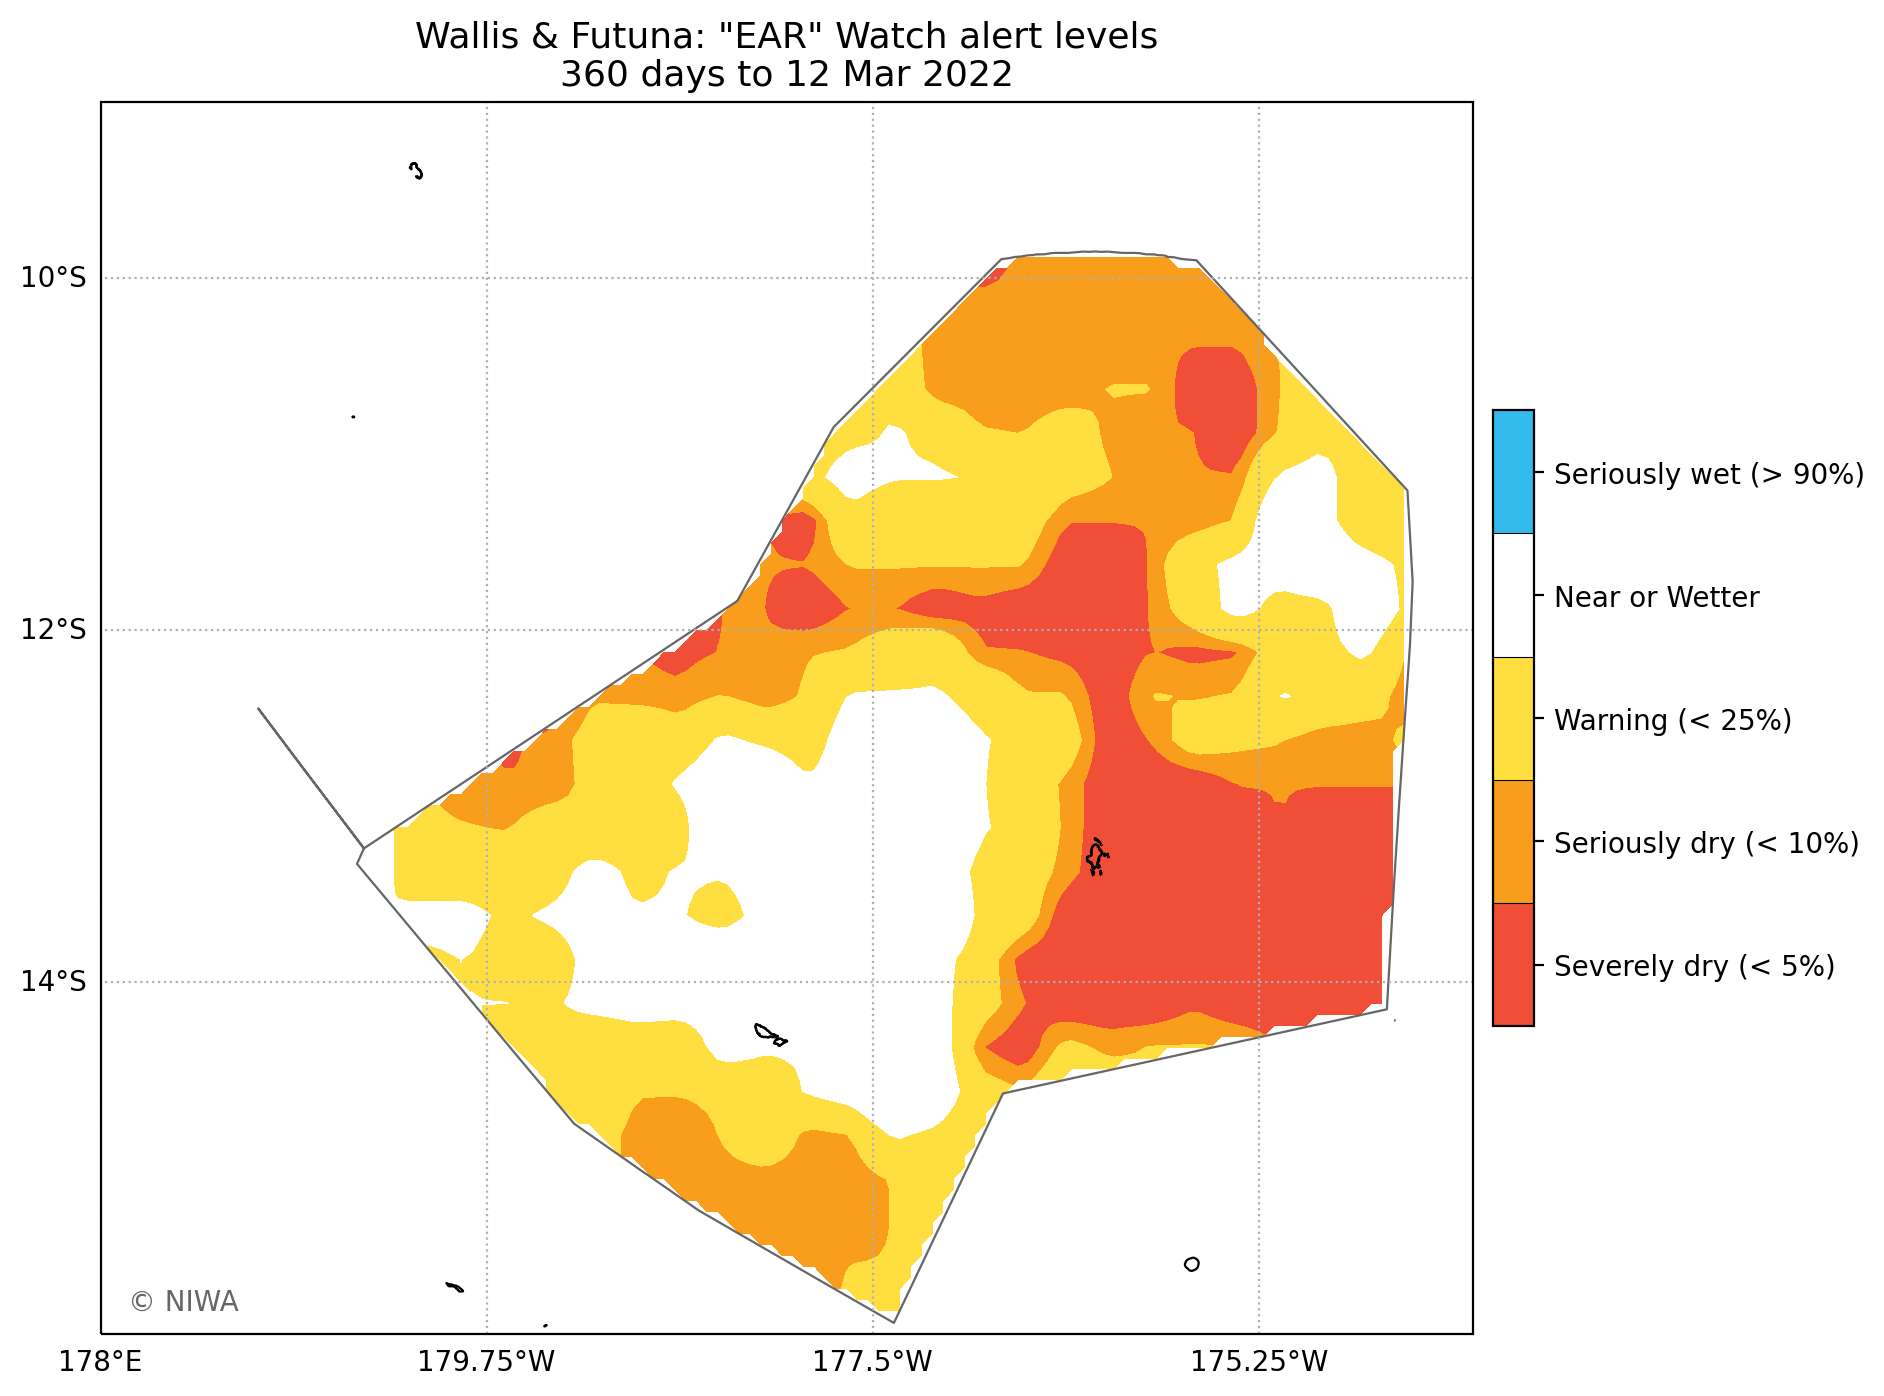 Wallis & Futuna: "EAR" Watch alert levels
360 days to 12 Mar 2022
10°S
12°S
14°S
178°E
179.75°W
177.5°W
175.25°W
Seriously wet (> 90%)
Near or Wetter
Warning (< 25%)
Seriously dry (< 10%)
Severely dry (< 5%)
© NIWA